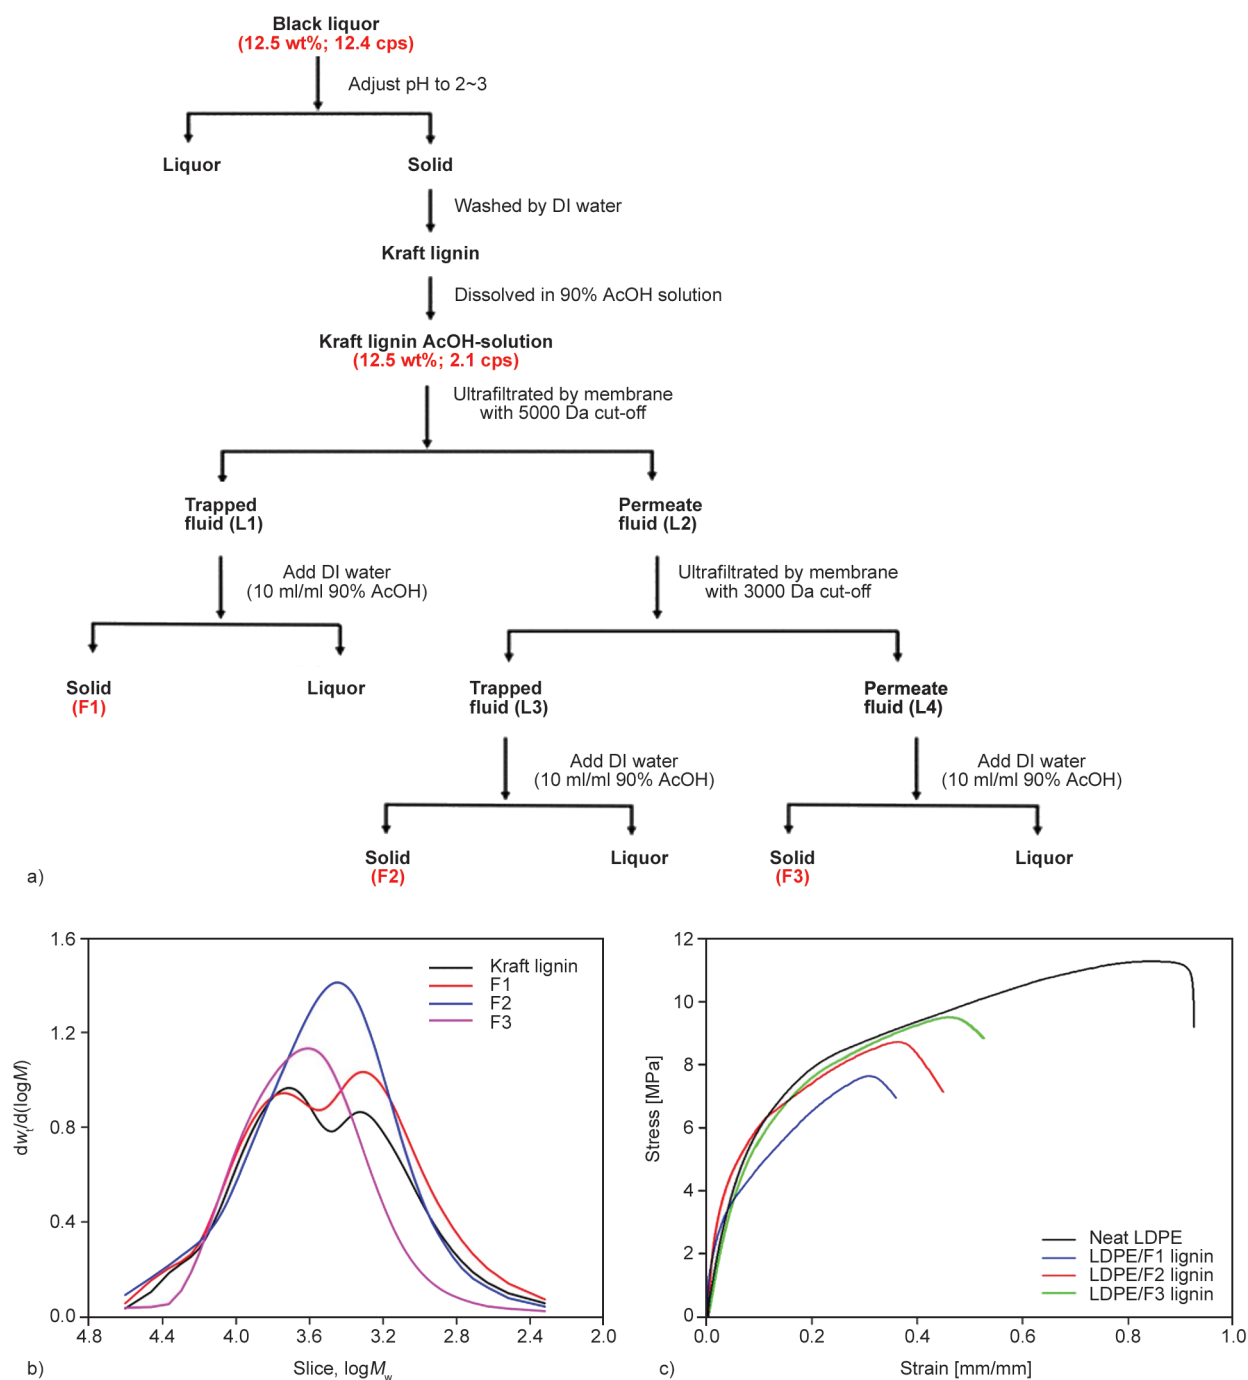 Black liquor
(12.5 wt%; 12.4 cps)
Adjust pH to 2~3
Liquor
Solid
Washed by DI water
Kraft lignin
Dissolved in 90% AcOH solution
Kraft lignin AcOH-solution
(12.5 wt%; 2.1 cps)
Ultrafiltrated by membrane
with 5000 Da cut-off
Trapped
fluid (L1)
Permeate
fluid (L2)
Add DI water
(10 ml/ml 90% AcOH)
Ultrafiltrated by membrane
with 3000 Da cut-off
Solid
(F1)
Liquor
Trapped
fluid (L3)
Permeate
fluid (L4)
Add DI water
(10 ml/ml 90% AcOH)
Add DI water
(10 ml/ml 90% AcOH)
Solid
(F2)
Liquor
Solid
(F3)
Liquor
a)
1.6
1.2
0.8
0.4
0.0
dwt/d(logM)
Kraft lignin
F1
F2
F3
4.8 4.4 4.0 3.6 3.2 2.8 2.4 2.0
Slice, logMw
b)
12
10
8
6
4
2
0
Stress [MPa]
Neat LDPE
LDPE/F1 lignin
LDPE/F2 lignin
LDPE/F3 lignin
0.0 0.2 0.4 0.6 0.8 1.0
Strain [mm/mm]
c)